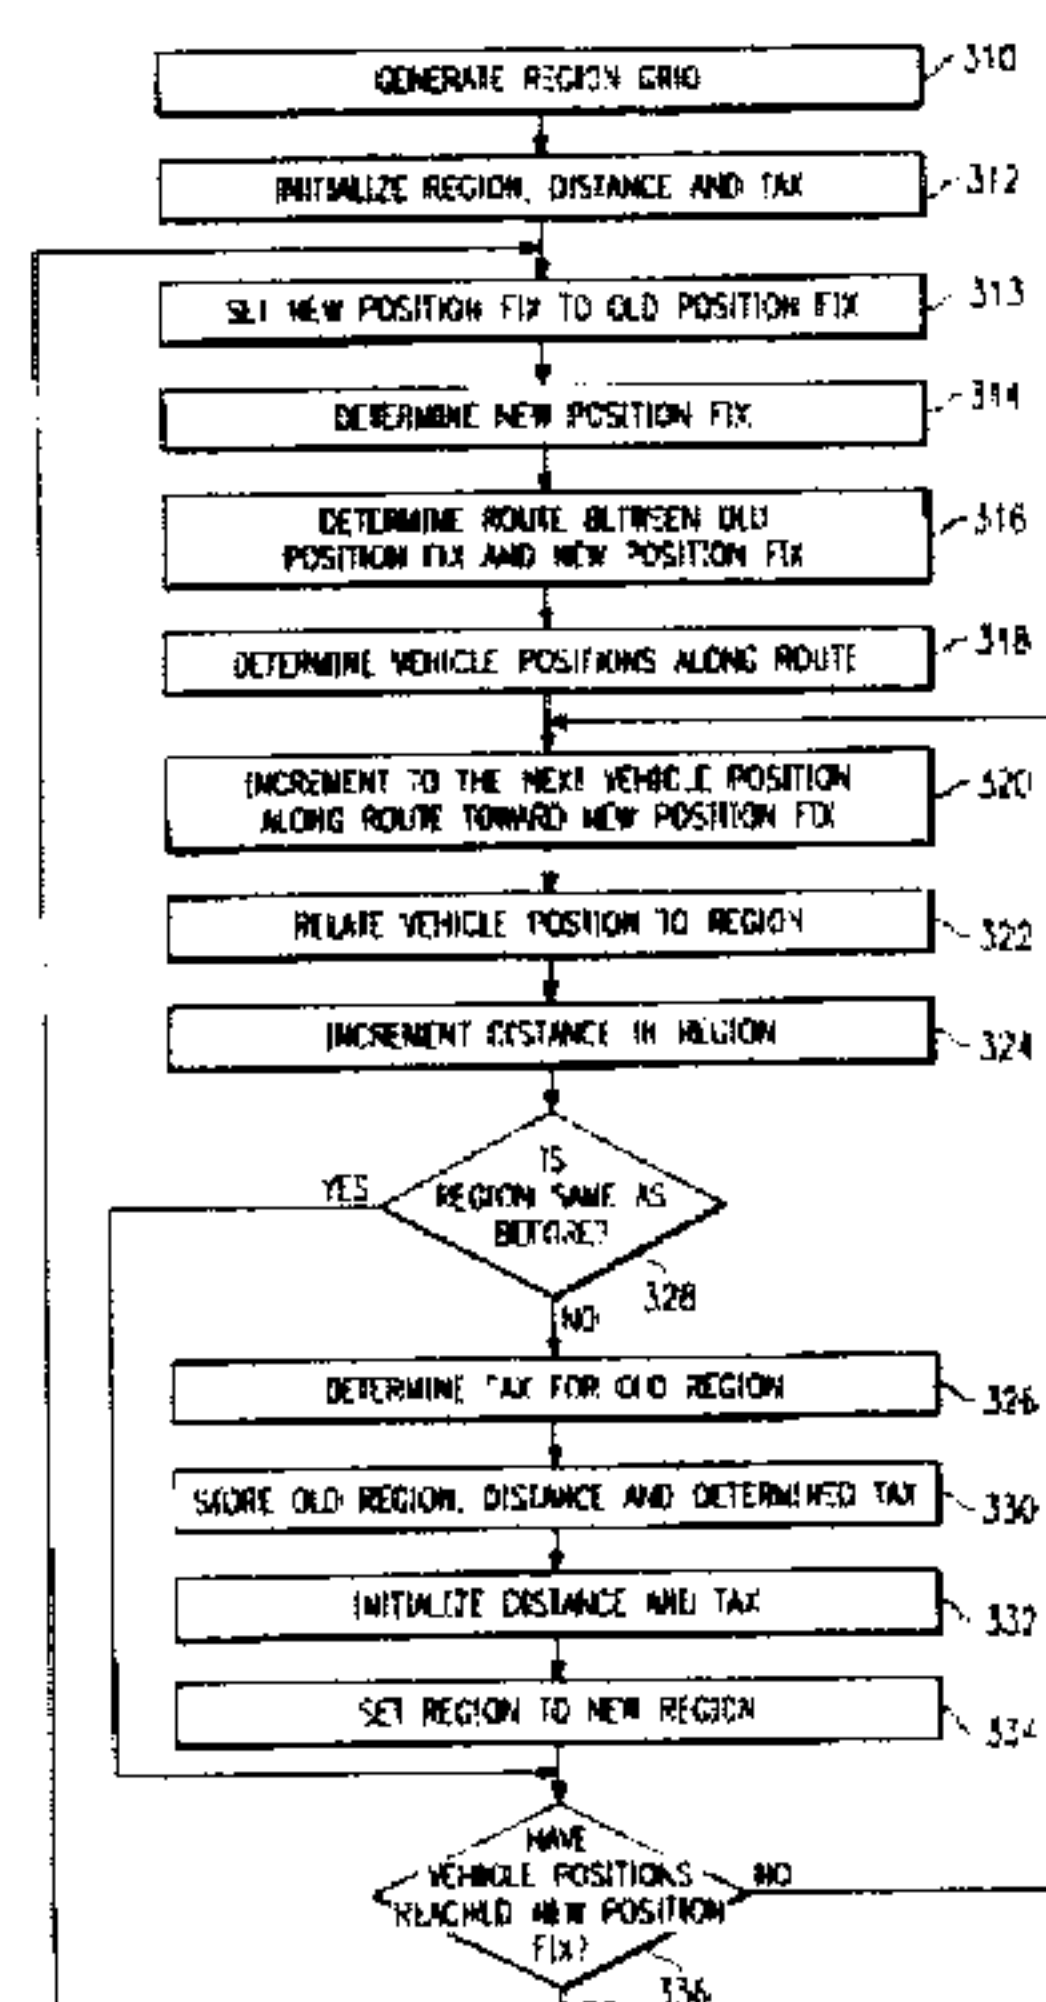 GENERATE REGION GRID
310
INITIALIZE REGION, DISTANCE AND TAX
312
SET NEW POSITION FIX TO OLD POSITION FIX
313
DETERMINE NEW POSITION FIX
314
DETERMINE ROUTE BETWEEN OLD
POSITION FIX AND NEW POSITION FIX
316
DETERMINE VEHICLE POSITIONS ALONG ROUTE
318
INCREMENT TO THE NEXT VEHICLE POSITION
ALONG ROUTE TOWARD NEW POSITION FIX
320
RELATE VEHICLE POSITION TO REGION
322
INCREMENT DISTANCE IN REGION
324
IS
REGION SAME AS
BEFORE?
YES
328
NO
DETERMINE TAX FOR OLD REGION
326
STORE OLD REGION, DISTANCE AND DETERMINED TAX
330
INITIALIZE DISTANCE AND TAX
332
SET REGION TO NEW REGION
334
HAVE
VEHICLE POSITIONS
REACHED NEW POSITION
FIX?
NO
336